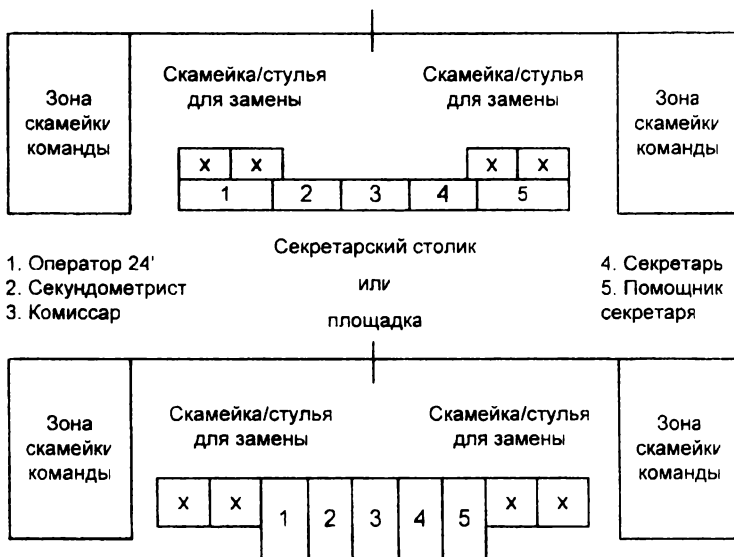 Скамейка/стулья
для замены
Скамейка/стулья
для замены
Зона
скамейки
команды
Зона
скамейки
команды
x x x x
1 2 3 4 5
Секретарский столик
или
площадка
1. Оператор 24'
2. Секундометрист
3. Комиссар
4. Секретарь
5. Помощник
секретаря
Зона
скамейки
команды
Скамейка/стулья
для замены
Скамейка/стулья
для замены
Зона
скамейки
команды
x x 1 2 3 4 5 x x